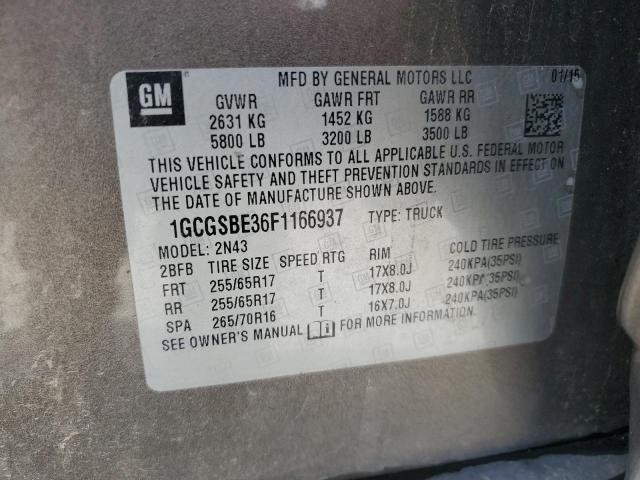 MFD BY GENERAL MOTORS LLC 01/15
GM
GVWR GAWR FRT GAWR RR
2631 KG 1452 KG 1588 KG
5800 LB 3200 LB 3500 LB
THIS VEHICLE CONFORMS TO ALL APPLICABLE U.S. FEDERAL MOTOR
VEHICLE SAFETY AND THEFT PREVENTION STANDARDS IN EFFECT ON
THE DATE OF MANUFACTURE SHOWN ABOVE.
1GCGSBE36F1166937 TYPE: TRUCK
MODEL: 2N43
2BFB TIRE SIZE SPEED RTG RIM COLD TIRE PRESSURE
FRT 255/65R17 T 17X8.0J 240KPA(35PSI)
RR 255/65R17 T 17X8.0J 240KPA(35PSI)
SPA 265/70R16 T 16X7.0J 240KPA(35PSI)
SEE OWNER'S MANUAL FOR MORE INFORMATION.